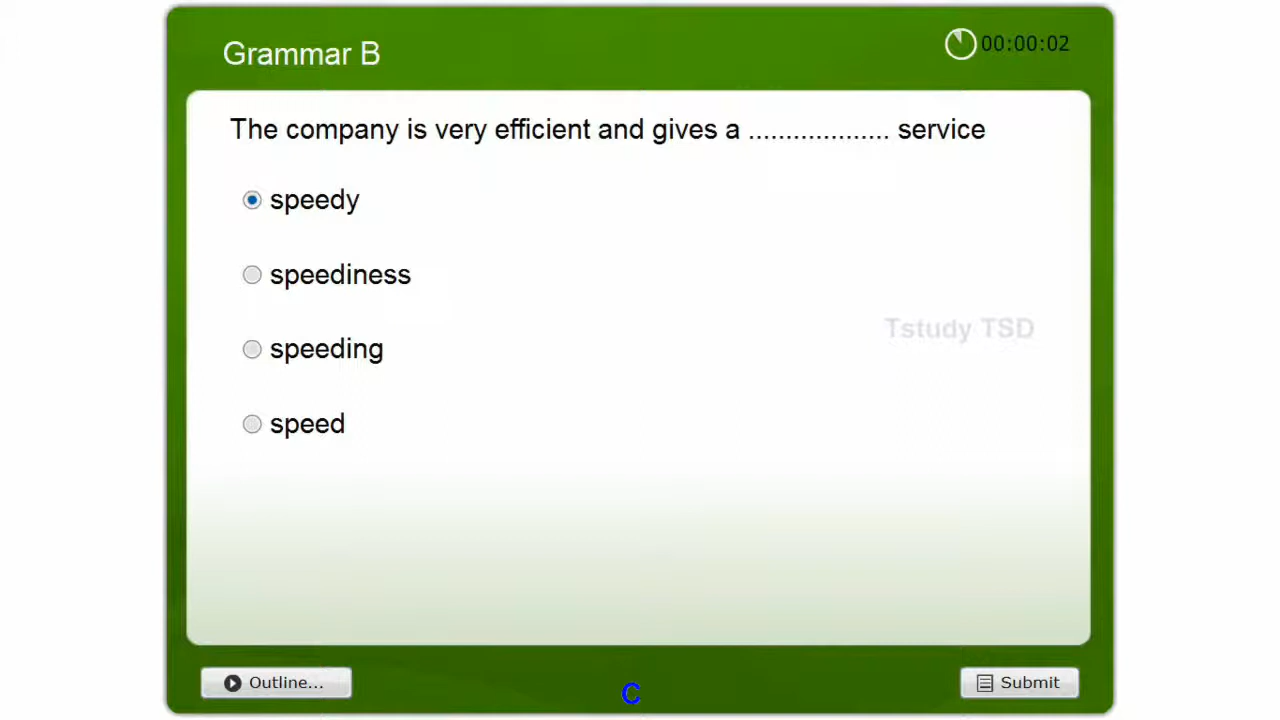 Grammar B
00:00:02
The company is very efficient and gives a ................... service
speedy
speediness
Tstudy TSD
speeding
speed
Outline...
C
Submit